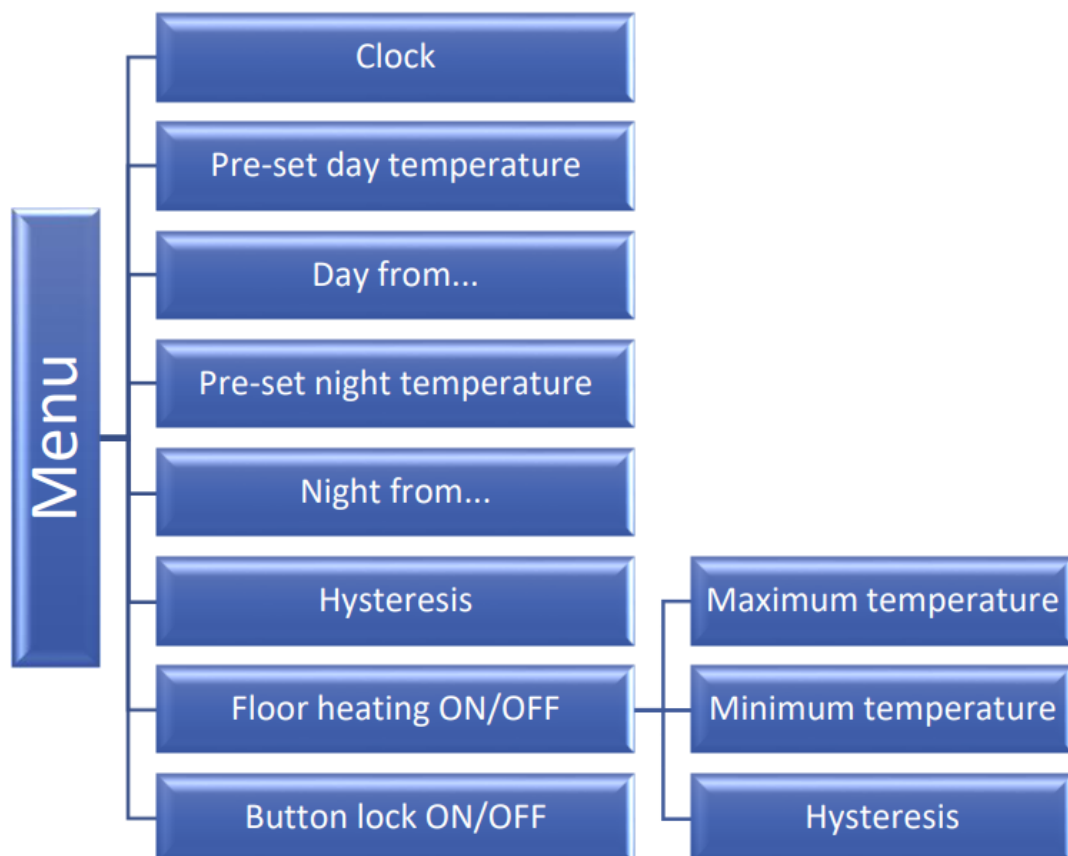 Menu
Clock
Pre-set day temperature
Day from...
Pre-set night temperature
Night from...
Hysteresis
Floor heating ON/OFF
Button lock ON/OFF
Maximum temperature
Minimum temperature
Hysteresis